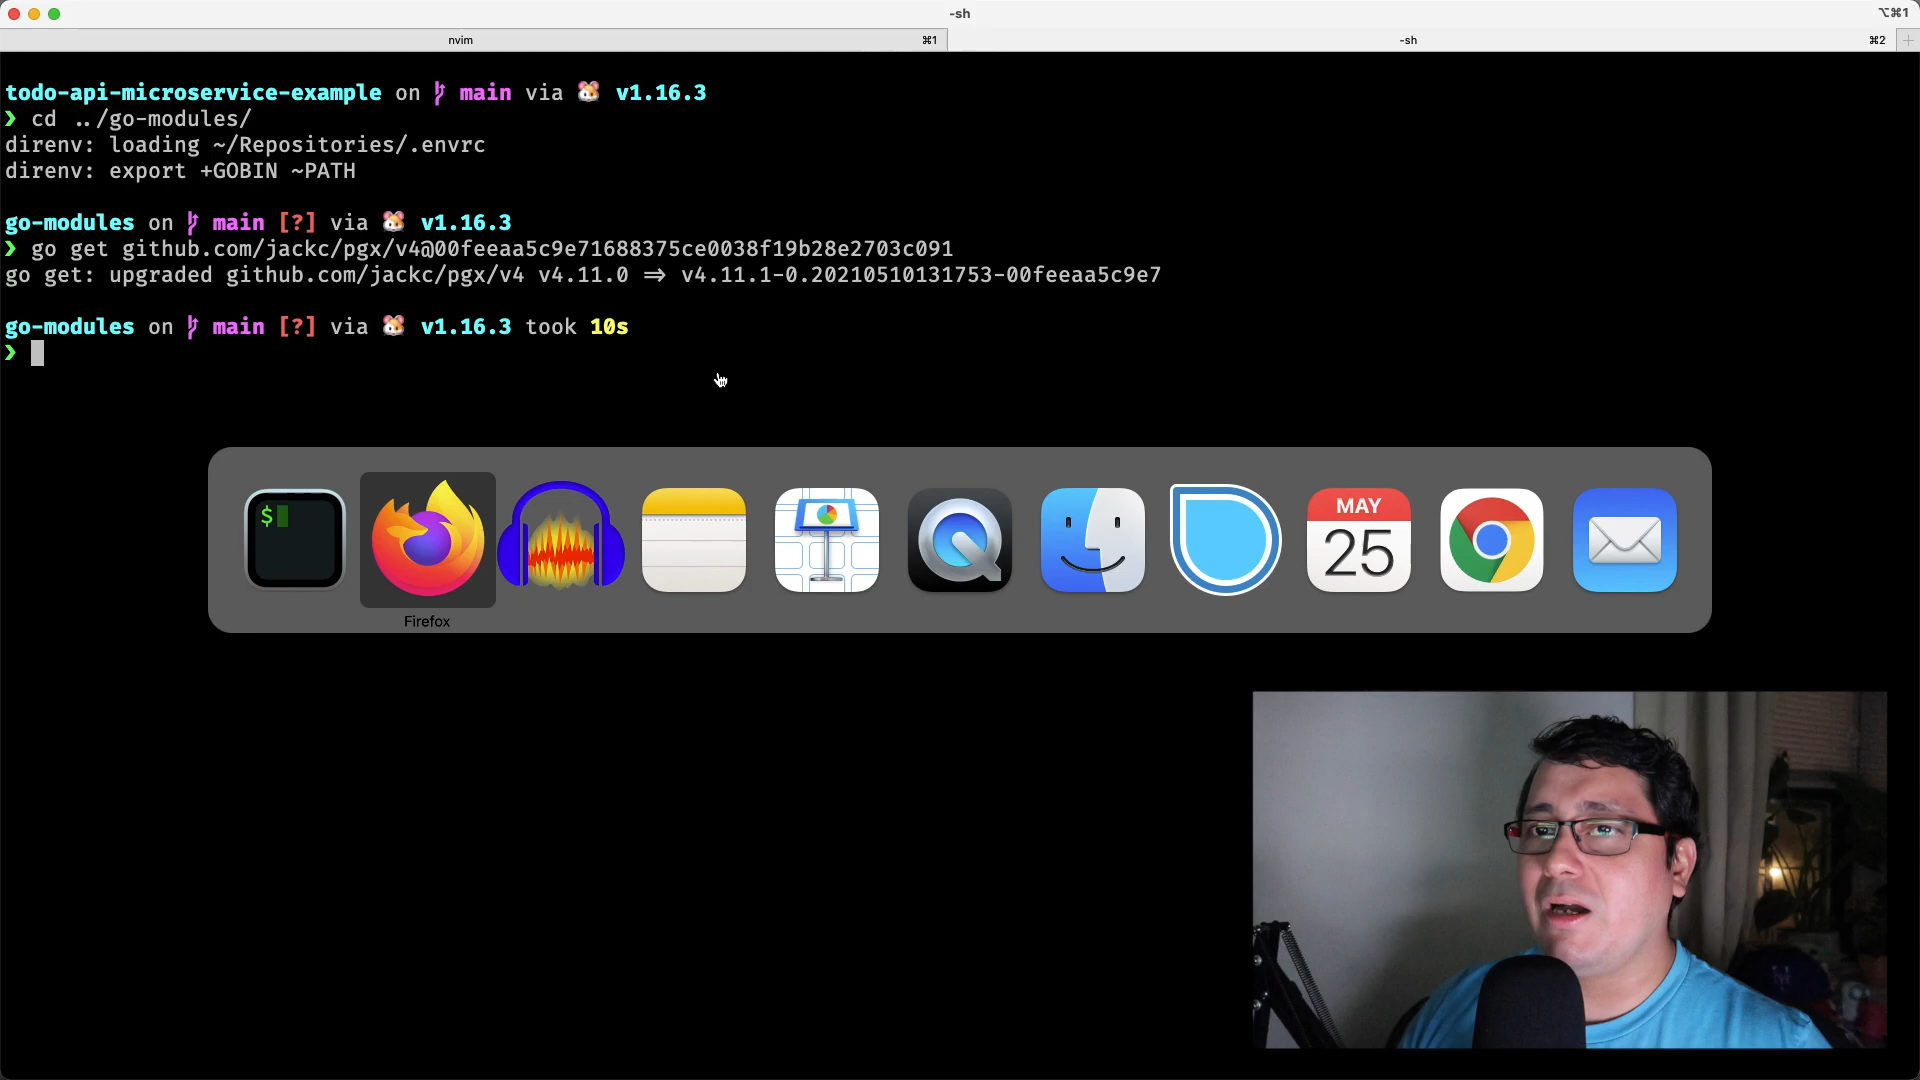 -sh
⌥⌘1
nvim ⌘1
-sh ⌘2
todo-api-microservice-example on main via v1.16.3
❯ cd ../go-modules/
direnv: loading ~/Repositories/.envrc
direnv: export +GOBIN ~PATH
go-modules on main [?] via v1.16.3
❯ go get github.com/jackc/pgx/v4@00feeaa5c9e71688375ce0038f19b28e2703c091
go get: upgraded github.com/jackc/pgx/v4 v4.11.0 => v4.11.1-0.20210510131753-00feeaa5c9e7
go-modules on main [?] via v1.16.3 took 10s
❯
$
MAY
25
Firefox